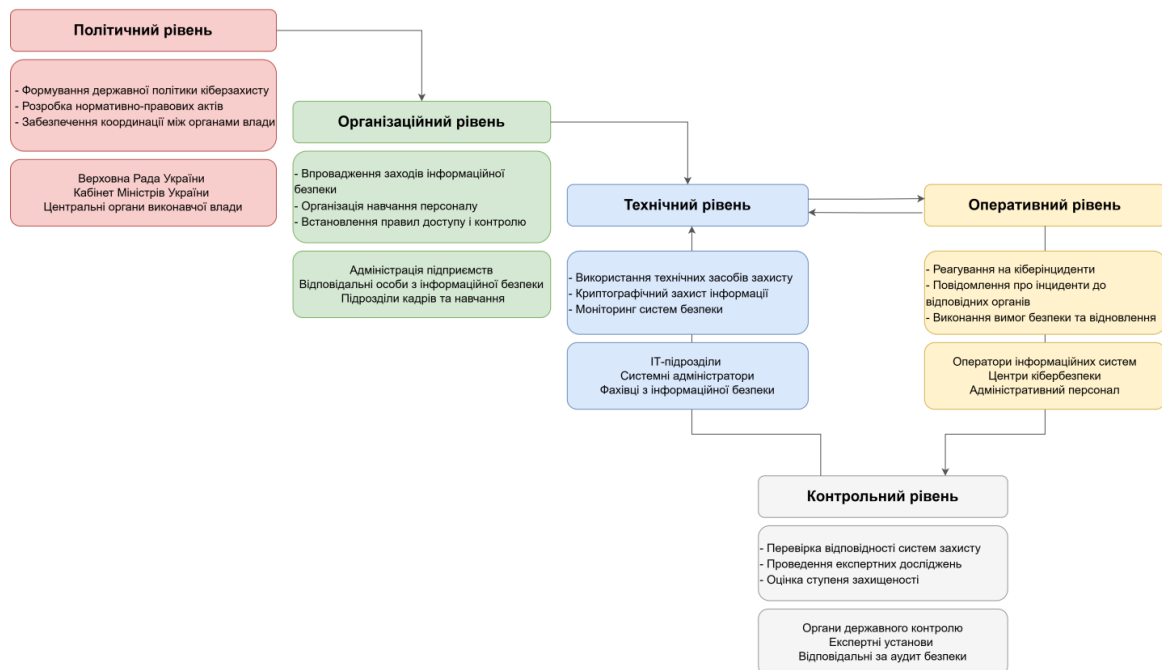 Політичний рівень
- Формування державної політики кіберзахисту
- Розробка нормативно-правових актів
- Забезпечення координації між органами влади
Верховна Рада України
Кабінет Міністрів України
Центральні органи виконавчої влади
Організаційний рівень
- Впровадження заходів інформаційної
безпеки
- Організація навчання персоналу
- Встановлення правил доступу і контролю
Адміністрація підприємств
Відповідальні особи з інформаційної безпеки
Підрозділи кадрів та навчання
Технічний рівень
- Використання технічних засобів захисту
- Криптографічний захист інформації
- Моніторинг систем безпеки
ІТ-підрозділи
Системні адміністратори
Фахівці з інформаційної безпеки
Оперативний рівень
- Реагування на кіберінциденти
- Повідомлення про інциденти до
відповідних органів
- Виконання вимог безпеки та відновлення
Оператори інформаційних систем
Центри кібербезпеки
Адміністративний персонал
Контрольний рівень
- Перевірка відповідності систем захисту
- Проведення експертних досліджень
- Оцінка ступеня захищеності
Органи державного контролю
Експертні установи
Відповідальні за аудит безпеки